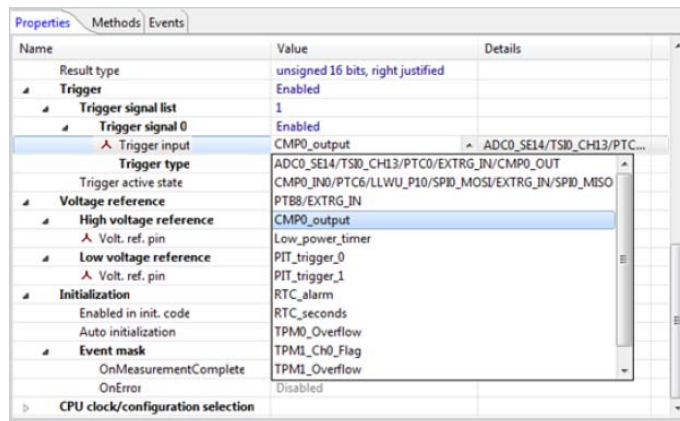 Properties Methods Events
Name Value Details
Result type unsigned 16 bits, right justified
Trigger Enabled
Trigger signal list 1
Trigger signal 0 Enabled
Trigger input CMP0_output ADC0_SE14/TSI0_CH13/PTC...
Trigger type ADC0_SE14/TSI0_CH13/PTC0/EXTRG_IN/CMP0_OUT
Trigger active state CMP0_IN0/PTC6/LLWU_P10/SPI0_MOSI/EXTRG_IN/SPI0_MISO
Voltage reference PTB8/EXTRG_IN
High voltage reference CMP0_output
Volt. ref. pin Low_power_timer
Low voltage reference PIT_trigger_0
Volt. ref. pin PIT_trigger_1
Initialization RTC_alarm
Enabled in init. code RTC_seconds
Auto initialization TPM0_Overflow
Event mask TPM1_Ch0_Flag
OnMeasurementComplete TPM1_Overflow
OnError Disabled
CPU clock/configuration selection